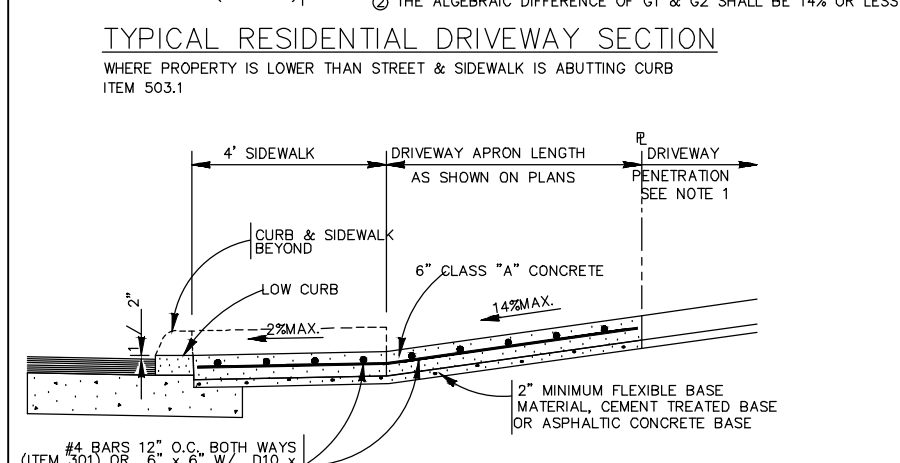 ② THE ALGEBRAIC DIFFERENCE OF G1 & G2 SHALL BE 14% OR LESS
TYPICAL RESIDENTIAL DRIVEWAY SECTION
WHERE PROPERTY IS LOWER THAN STREET & SIDEWALK IS ABUTTING CURB
ITEM 503.1
4' SIDEWALK
DRIVEWAY APRON LENGTH
AS SHOWN ON PLANS
PL
DRIVEWAY
PENETRATION
SEE NOTE 1
CURB & SIDEWALK
BEYOND
LOW CURB
6" CLASS "A" CONCRETE
14%MAX.
2%MAX.
1/2"
2" MINIMUM FLEXIBLE BASE
MATERIAL, CEMENT TREATED BASE
OR ASPHALTIC CONCRETE BASE
#4 BARS 12" O.C. BOTH WAYS
(ITEM 301) OR 6" x 6" W/ D10 x